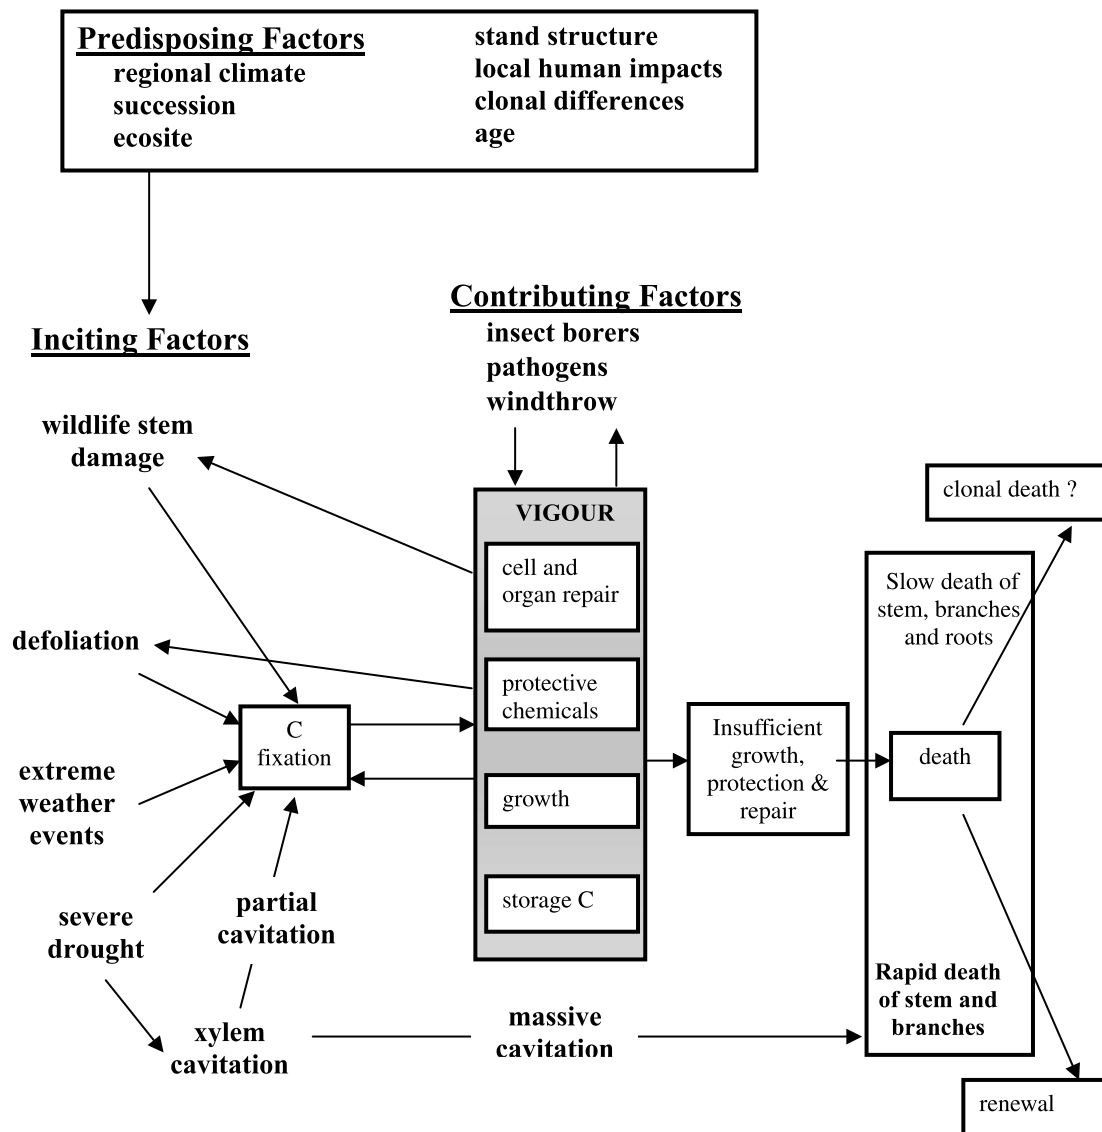 Predisposing Factors
regional climate
succession
ecosite
stand structure
local human impacts
clonal differences
age
Inciting Factors
Contributing Factors
insect borers
pathogens
windthrow
wildlife stem
damage
defoliation
extreme
weather
events
severe
drought
partial
cavitation
xylem
cavitation
massive
cavitation
C
fixation
VIGOUR
cell and
organ repair
protective
chemicals
growth
storage C
Insufficient
growth,
protection &
repair
clonal death ?
Slow death of
stem, branches
and roots
death
Rapid death
of stem and
branches
renewal